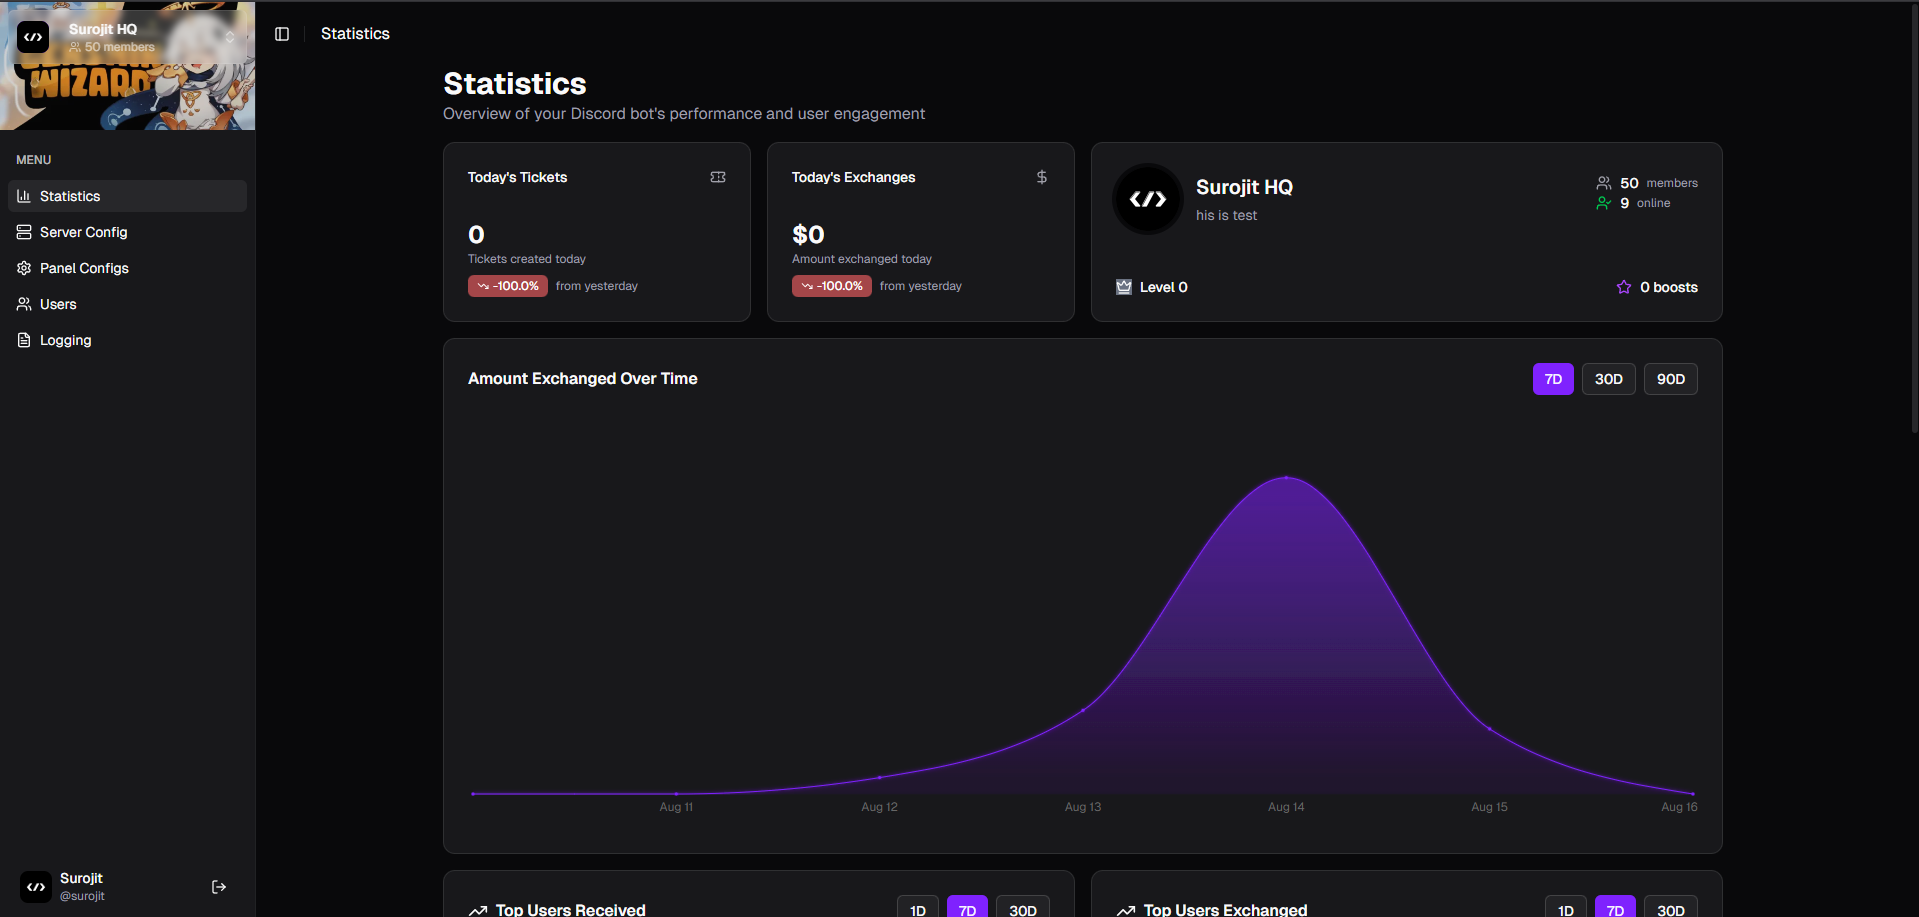 Surojit HQ
50 members
WIZARD
MENU
Statistics
Server Config
Panel Configs
Users
Logging
Surojit
@surojit
Statistics
Statistics
Overview of your Discord bot's performance and user engagement
Today's Tickets
0
Tickets created today
-100.0% from yesterday
Today's Exchanges
$0
Amount exchanged today
-100.0% from yesterday
Surojit HQ
his is test
50 members
9 online
Level 0
0 boosts
Amount Exchanged Over Time
7D 30D 90D
Aug 11 Aug 12 Aug 13 Aug 14 Aug 15 Aug 16
Top Users Received
1D 7D 30D
Top Users Exchanged
1D 7D 30D